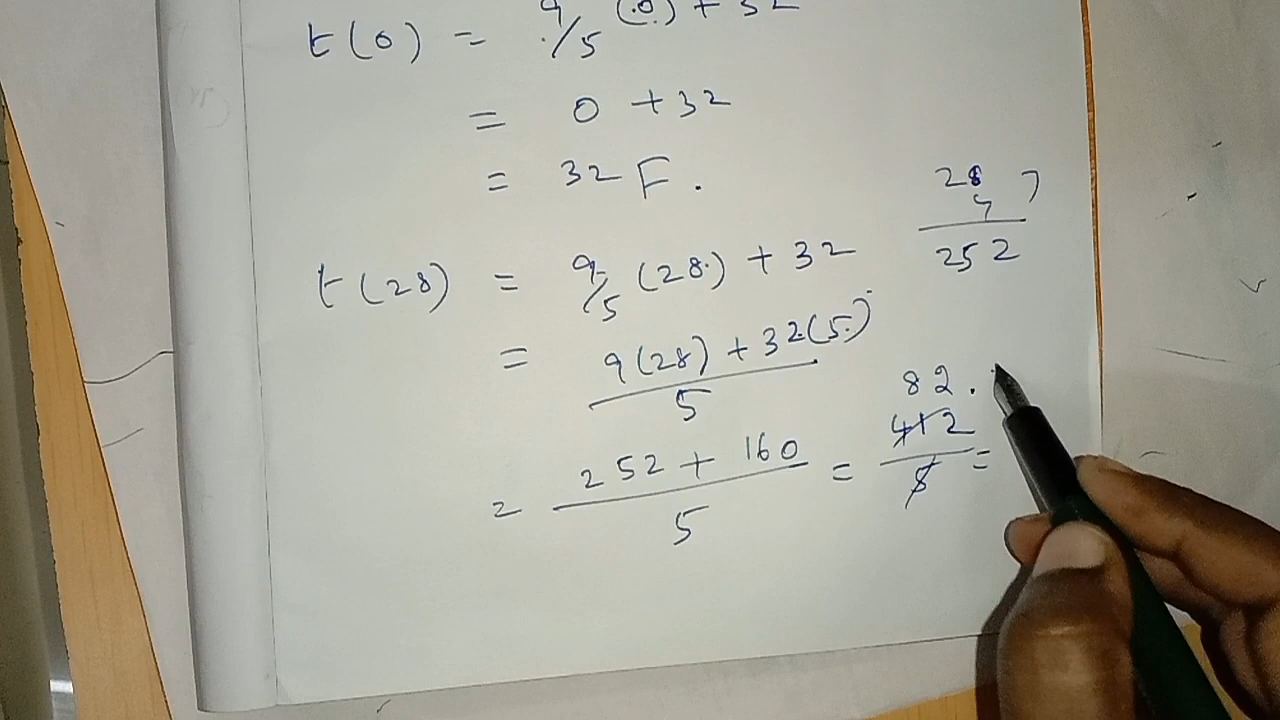 t(0) = 9/5 (0) + 32
= 0 + 32
= 32 F.
28 7
9
252
t(28) = 9/5 (28) + 32
= 9(28) + 32(5)
5
82.
= 252 + 160 = 412 =
5 5